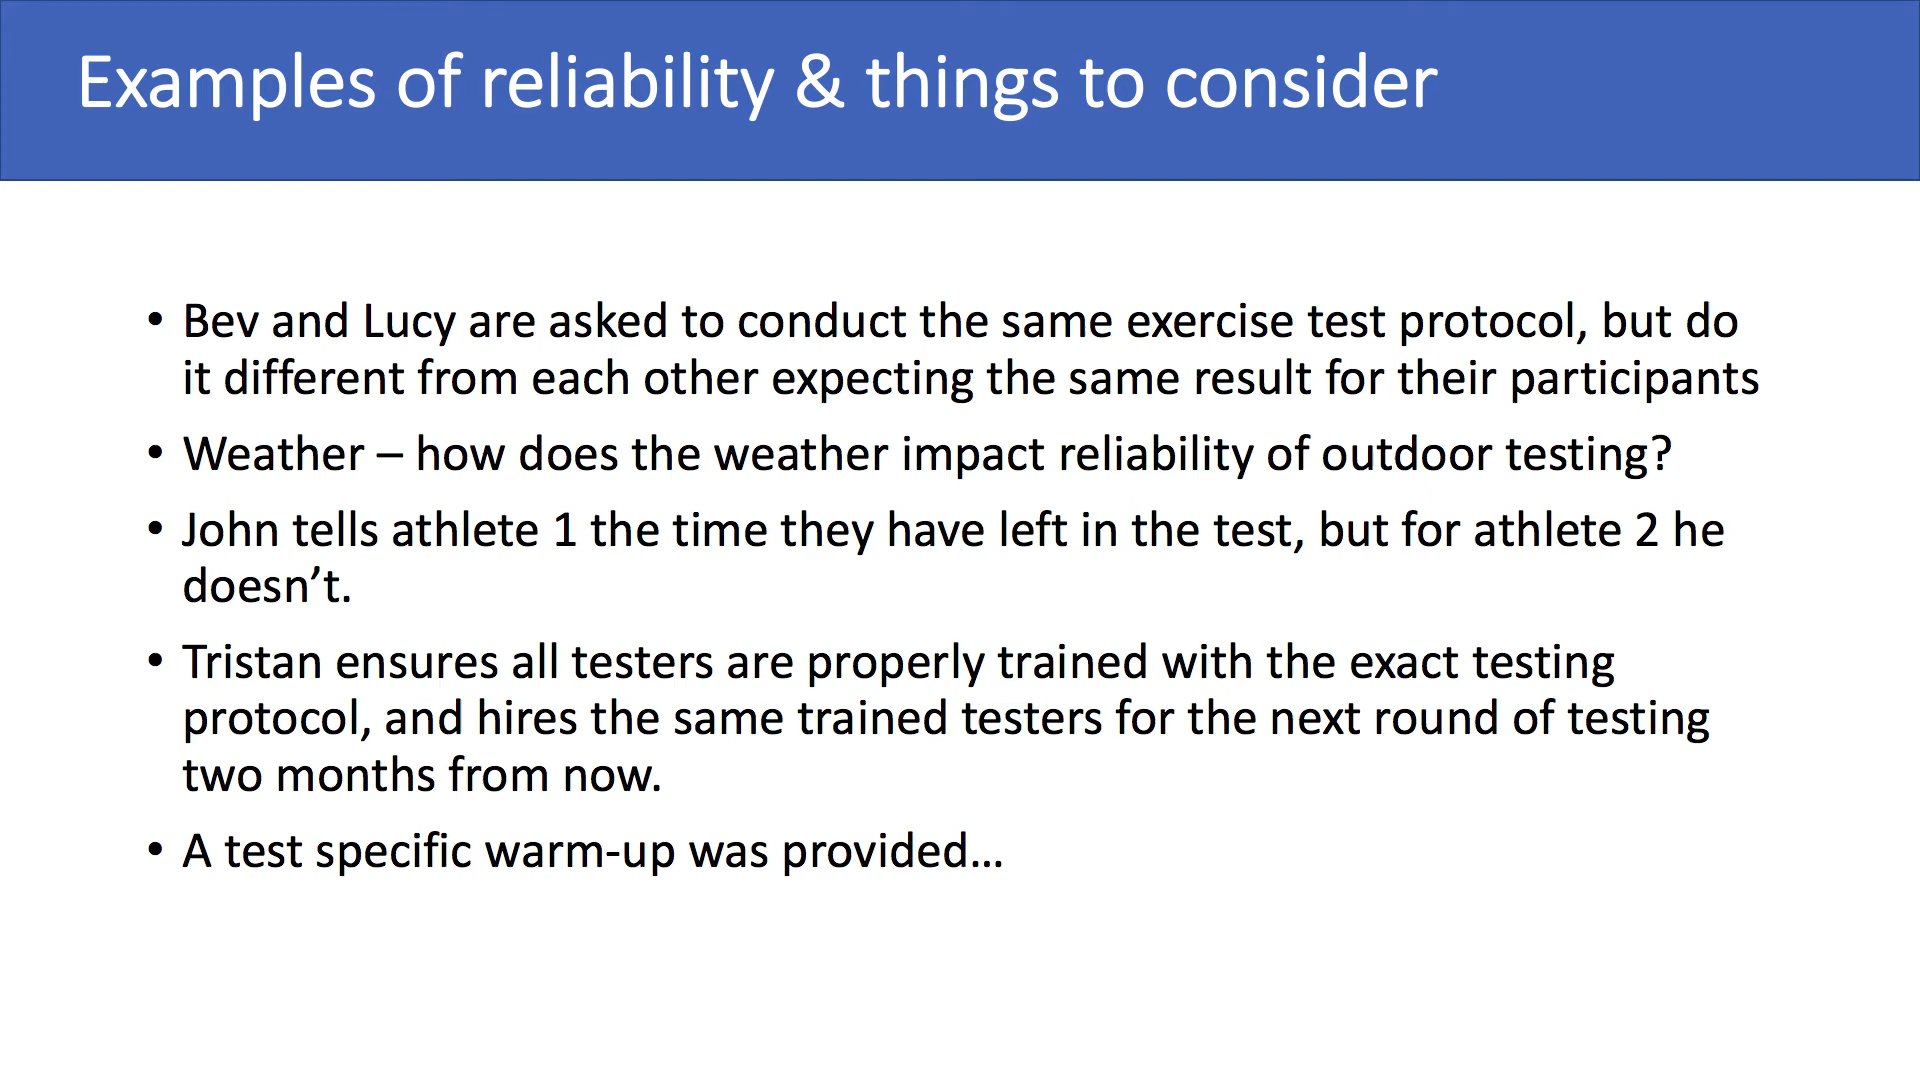 Examples of reliability & things to consider
• Bev and Lucy are asked to conduct the same exercise test protocol, but do
it different from each other expecting the same result for their participants
• Weather – how does the weather impact reliability of outdoor testing?
• John tells athlete 1 the time they have left in the test, but for athlete 2 he
doesn’t.
• Tristan ensures all testers are properly trained with the exact testing
protocol, and hires the same trained testers for the next round of testing
two months from now.
• A test specific warm-up was provided…